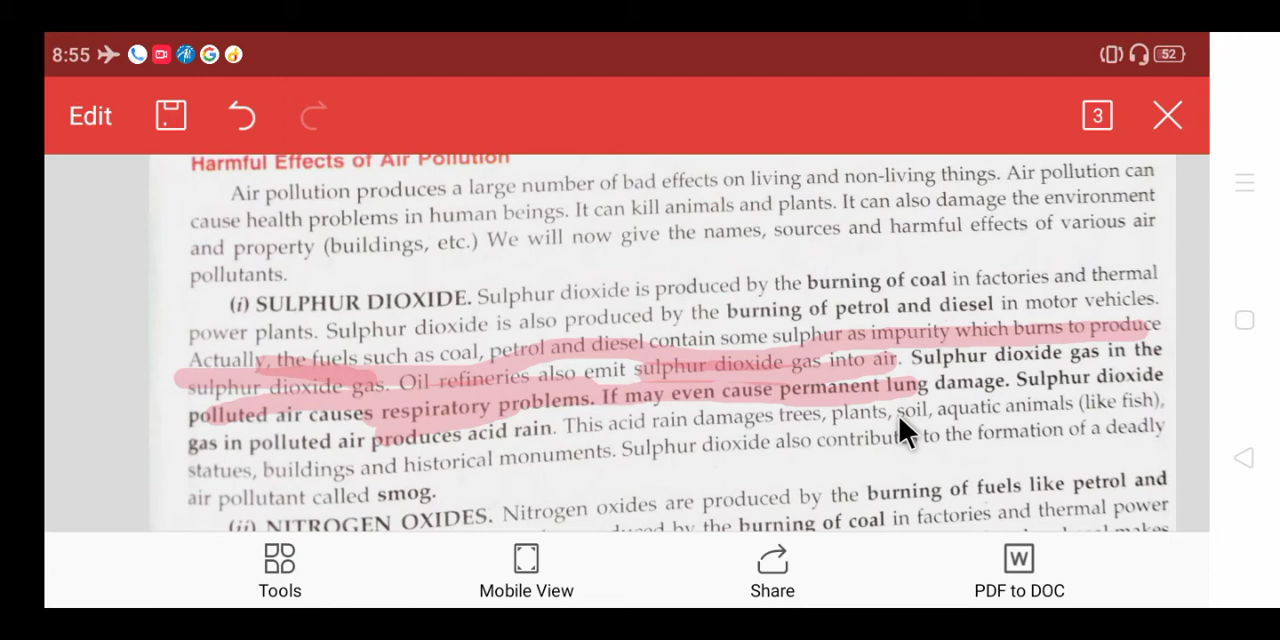 8:55
52
Edit
3
Harmful Effects of Air Pollution
Air pollution produces a large number of bad effects on living and non-living things. Air pollution can
cause health problems in human beings. It can kill animals and plants. It can also damage the environment
and property (buildings, etc.) We will now give the names, sources and harmful effects of various air
pollutants.
(i) SULPHUR DIOXIDE. Sulphur dioxide is produced by the burning of coal in factories and thermal
power plants. Sulphur dioxide is also produced by the burning of petrol and diesel in motor vehicles.
Actually, the fuels such as coal, petrol and diesel contain some sulphur as impurity which burns to produce
sulphur dioxide gas. Oil refineries also emit sulphur dioxide gas into air. Sulphur dioxide gas in the
polluted air causes respiratory problems. If may even cause permanent lung damage. Sulphur dioxide
gas in polluted air produces acid rain. This acid rain damages trees, plants, soil, aquatic animals (like fish),
statues, buildings and historical monuments. Sulphur dioxide also contributes to the formation of a deadly
air pollutant called smog.
(ii) NITROGEN OXIDES. Nitrogen oxides are produced by the burning of fuels like petrol and
by the burning of coal in factories and thermal power
makes
Tools
Mobile View
Share
W
PDF to DOC